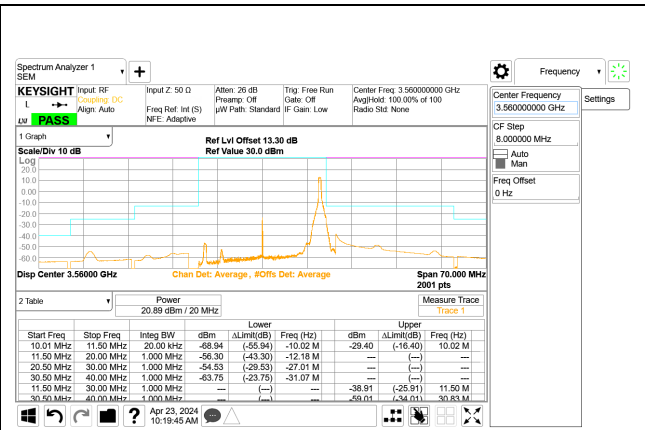 Spectrum Analyzer 1
SEM
Frequency
KEYSIGHT Input: RF Input Z: 50 Ω Atten: 26 dB Trig: Free Run Center Freq: 3.560000000 GHz
L Coupling: DC Preamp: Off Gate: Off Avg|Hold: 100.00% of 100
Align: Auto Freq Ref: Int (S) µW Path: Standard IF Gain: Low Radio Std: None
LXI PASS NFE: Adaptive
Center Frequency
3.560000000 GHz
Settings
CF Step
8.000000 MHz
Auto
Man
Freq Offset
0 Hz
1 Graph
Ref Lvl Offset 13.30 dB
Scale/Div 10 dB Ref Value 30.0 dBm
Log
20.0
10.0
0.00
-10.0
-20.0
-30.0
-40.0
-50.0
-60.0
Disp Center 3.56000 GHz Chan Det: Average, #Offs Det: Average Span 70.000 MHz
2001 pts
2 Table Power Measure Trace
20.89 dBm / 20 MHz Trace 1
Lower Upper
Start Freq Stop Freq Integ BW dBm ΔLimit(dB) Freq (Hz) dBm ΔLimit(dB) Freq (Hz)
10.01 MHz 11.50 MHz 20.00 kHz -68.94 (-55.94) -10.02 M -29.40 (-16.40) 10.02 M
11.50 MHz 20.00 MHz 1.000 MHz -56.30 (-43.30) -12.18 M --- (---) ---
20.50 MHz 30.00 MHz 1.000 MHz -54.53 (-29.53) -27.01 M --- (---) ---
30.50 MHz 40.00 MHz 1.000 MHz -63.75 (-23.75) -31.07 M --- (---) ---
11.50 MHz 30.00 MHz 1.000 MHz --- (---) --- -38.91 (-25.91) 11.50 M
30.50 MHz 40.00 MHz 1.000 MHz --- (---) --- -59.01 (-34.01) 30.83 M
? Apr 23, 2024
10:19:45 AM